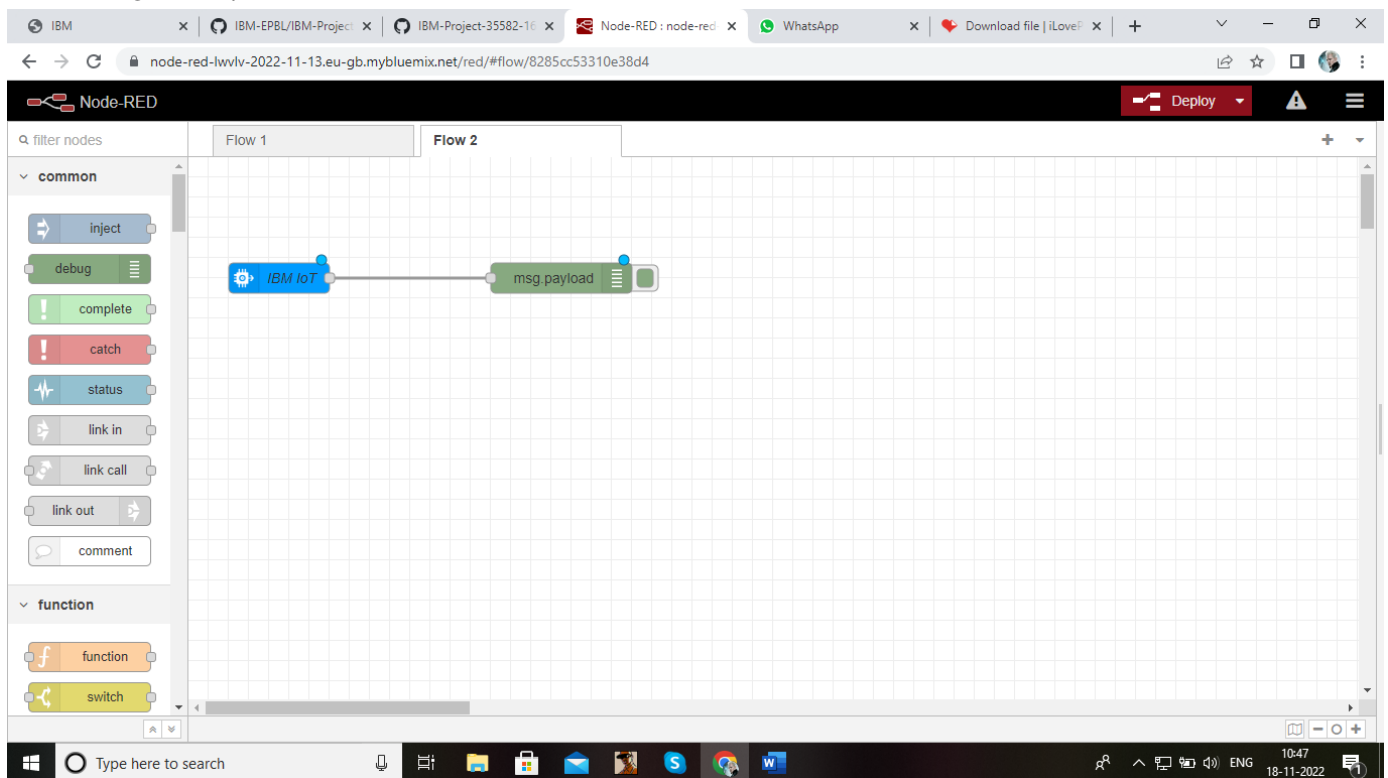 IBM
IBM-EPBL/IBM-Project
IBM-Project-35582-16
Node-RED : node-red
WhatsApp
Download file | iLoveP
node-red-lwvlv-2022-11-13.eu-gb.mybluemix.net/red/#flow/8285cc53310e38d4
Node-RED
Deploy
filter nodes
Flow 1
Flow 2
common
inject
debug
IBM IoT
msg.payload
complete
catch
status
link in
link call
link out
comment
function
function
switch
Type here to search
W
S
ENG
10:47
18-11-2022
1